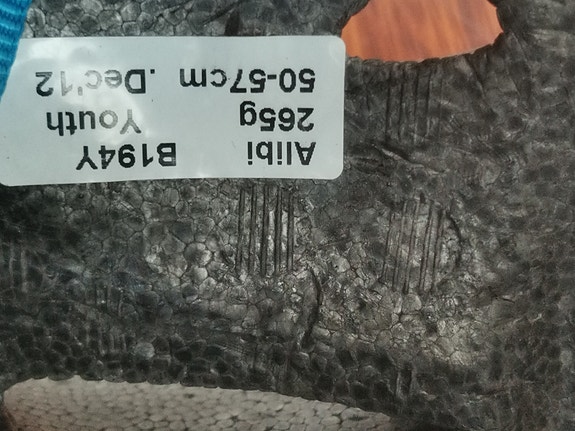 Alibi B194Y
265g Youth
50-57cm . Dec'12